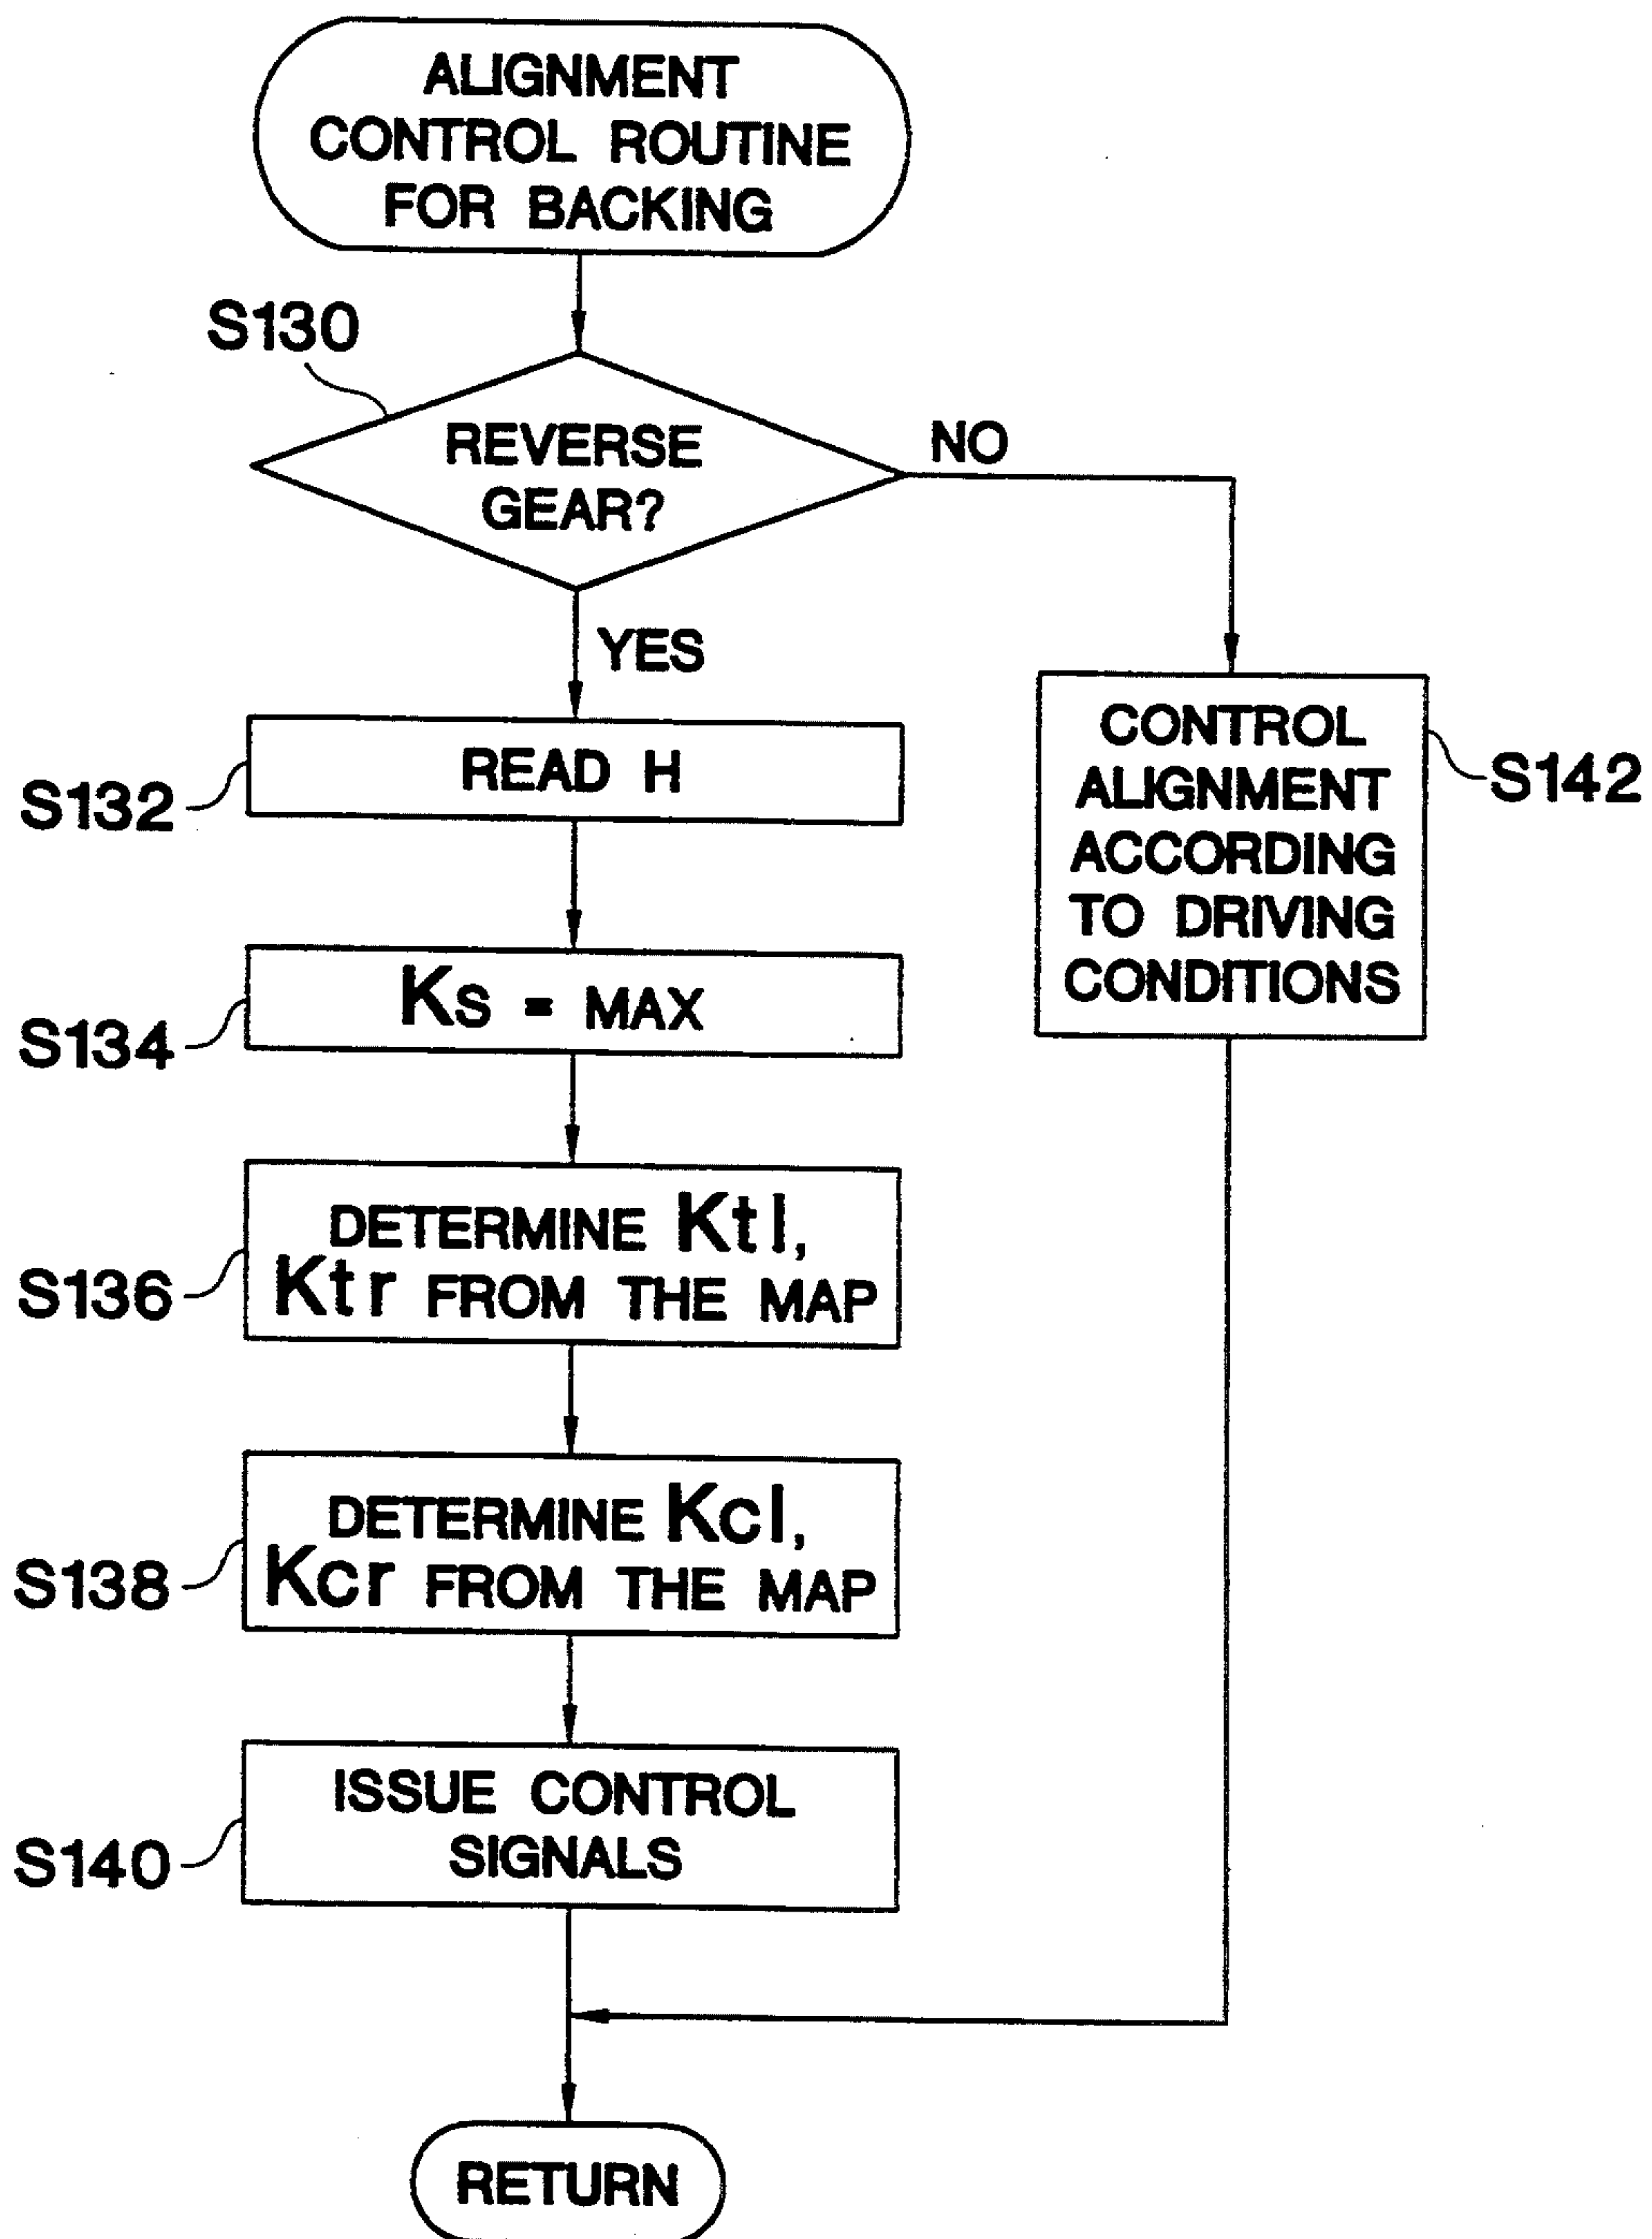 ALIGNMENT
CONTROL ROUTINE
FOR BACKING
S130
REVERSE
GEAR?
NO
YES
READ H
S132
CONTROL
ALIGNMENT
ACCORDING
TO DRIVING
CONDITIONS
S142
Ks = MAX
S134
DETERMINE Ktl,
Ktr FROM THE MAP
S136
DETERMINE Kcl,
Kcr FROM THE MAP
S138
ISSUE CONTROL
SIGNALS
S140
RETURN